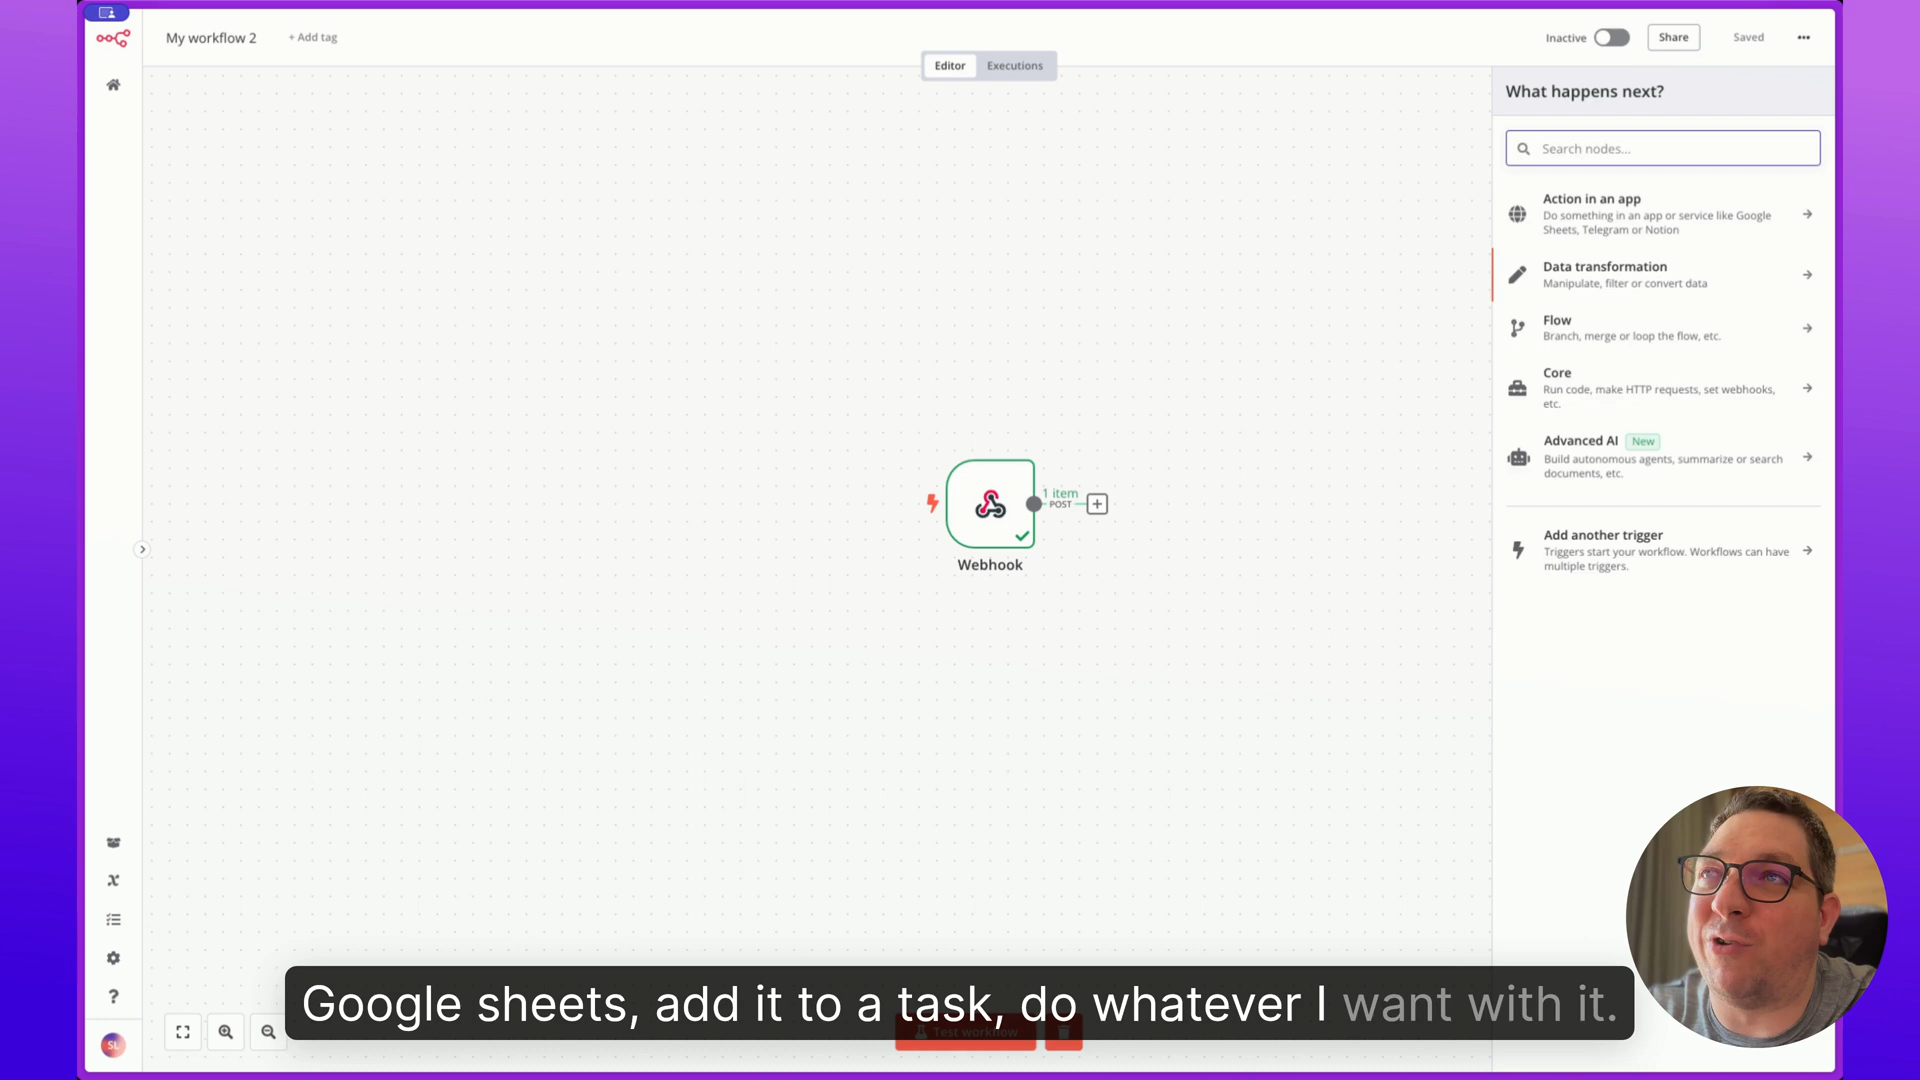 My workflow 2
+ Add tag
Inactive
Share
Saved
Editor
Executions
What happens next?
Search nodes...
Action in an app
Do something in an app or service like Google
Sheets, Telegram or Notion
Data transformation
Manipulate, filter or convert data
Flow
Branch, merge or loop the flow, etc.
Core
Run code, make HTTP requests, set webhooks,
etc.
Advanced AI New
Build autonomous agents, summarize or search
documents, etc.
Add another trigger
Triggers start your workflow. Workflows can have
multiple triggers.
1 item
POST
Webhook
Google sheets, add it to a task, do whatever I want with it.
Test workflow
SL